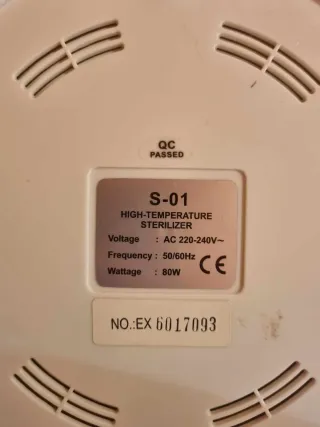 QC
PASSED
S-01
HIGH-TEMPERATURE
STERILIZER
Voltage : AC 220-240V~
Frequency : 50/60Hz
Wattage : 80W
CE
NO.:EX 6017093